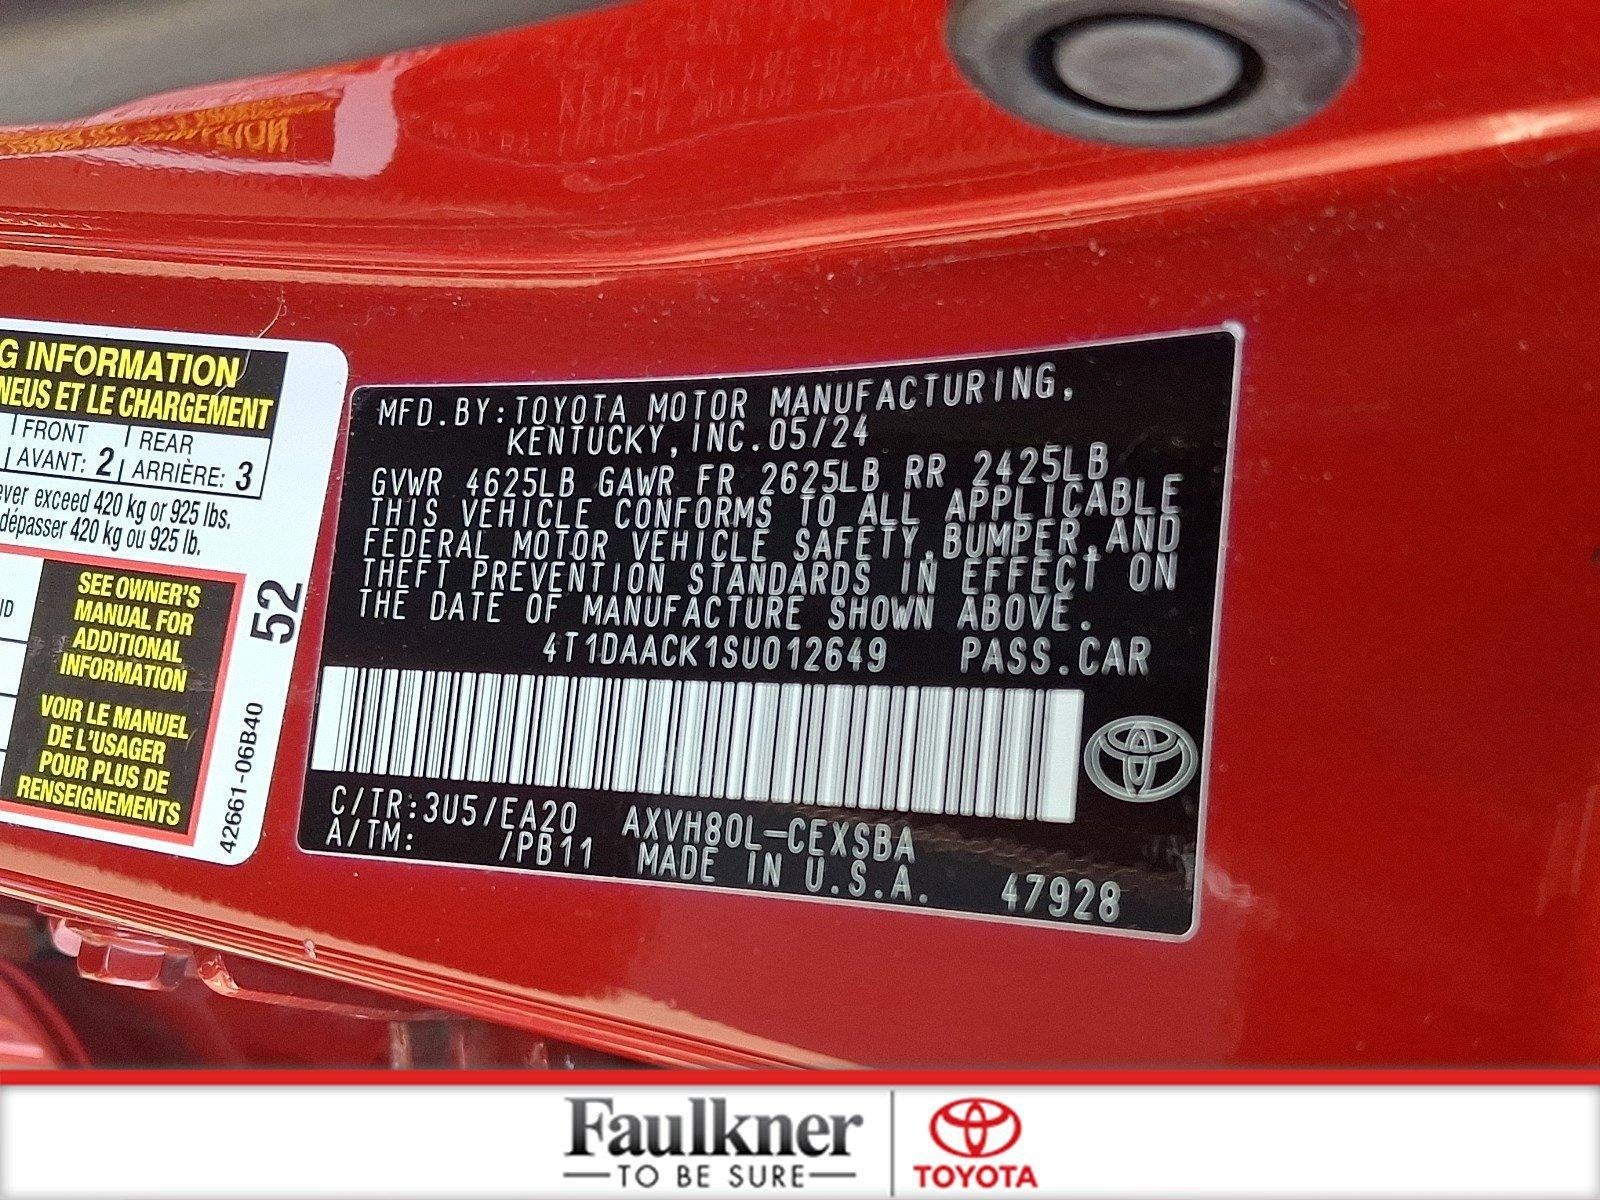 G INFORMATION
NEUS ET LE CHARGEMENT
FRONT | REAR
AVANT: 2 | ARRIÈRE: 3
ever exceed 420 kg or 925 lbs.
dépasser 420 kg ou 925 lb.
SEE OWNER'S
MANUAL FOR
ADDITIONAL
INFORMATION
VOIR LE MANUEL
DE L'USAGER
POUR PLUS DE
RENSEIGNEMENTS
52
42661-06B40
MFD.BY:TOYOTA MOTOR MANUFACTURING,
KENTUCKY,INC.05/24
GVWR 4625LB GAWR FR 2625LB RR 2425LB
THIS VEHICLE CONFORMS TO ALL APPLICABLE
FEDERAL MOTOR VEHICLE SAFETY,BUMPER,AND
THEFT PREVENTION STANDARDS IN EFFECT ON
THE DATE OF MANUFACTURE SHOWN ABOVE.
4T1DAACK1SU012649 PASS.CAR
C/TR:3U5/EA20 AXVH80L-CEXSBA
A/TM: /PB11 MADE IN U.S.A. 47928
Faulkner
TO BE SURE
TOYOTA